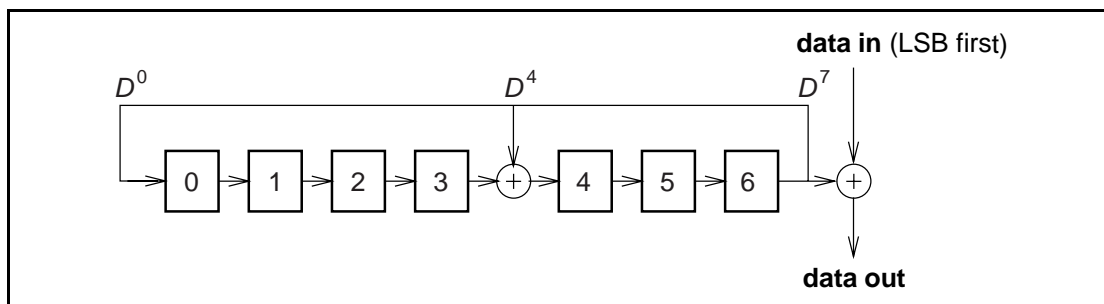 data in (LSB first)
D⁰ D⁴ D⁷
0 1 2 3 + 4 5 6 +
data out